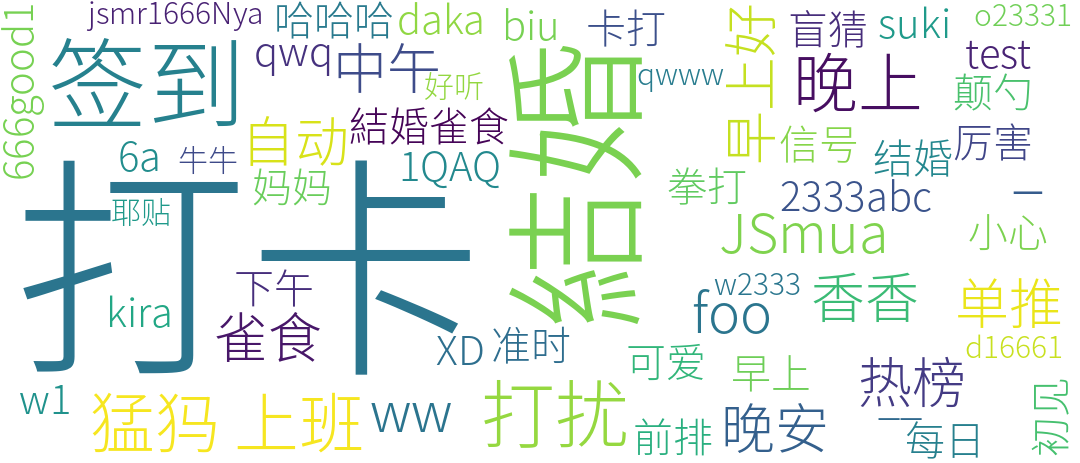 666good1
jsmr1666Nya
签到
qwq
哈哈哈
中午
daka
好听
biu
卡打
qwww
上好
早
盲猜
suki
o23331
晚上
test
颠勺
結婚
自动
結婚雀食
6a
牛牛
妈妈
1QAQ
耶贴
打卡
信号
结婚
厉害
拳打
2333abc
一
JSmua
小心
下午
kira
雀食
XD
准时
w2333
foo
香香
单推
d16661
可爱
早上
热榜
w1
猛犸
上班
ww
打扰
前排
晚安
一一
每日
初见